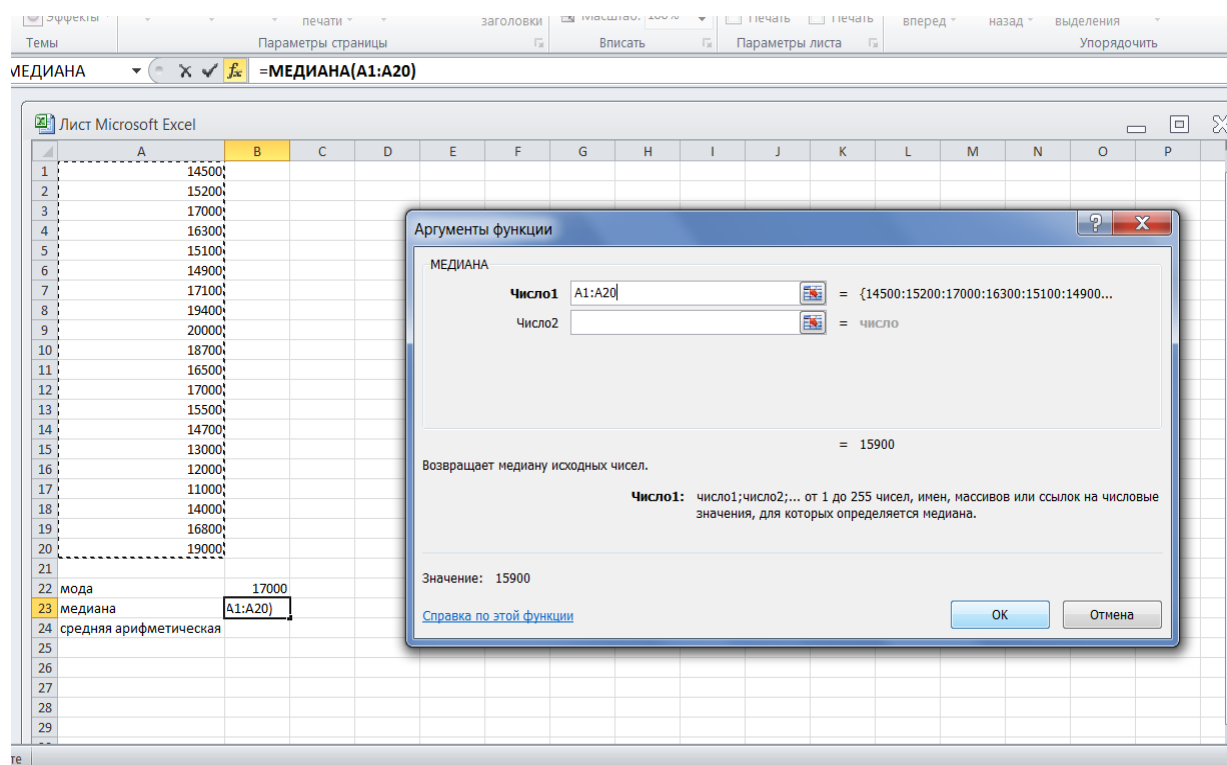 Эффекты
печати
заголовки
Масштаб: 100%
Печать
Печать
вперед
назад
выделения
Темы
Параметры страницы
Вписать
Параметры листа
Упорядочить
МЕДИАНА
fx
=МЕДИАНА(A1:A20)
Лист Microsoft Excel
A B C D E F G H I J K L M N O P
1 14500
2 15200
3 17000
4 16300
5 15100
6 14900
7 17100
8 19400
9 20000
10 18700
11 16500
12 17000
13 15500
14 14700
15 13000
16 12000
17 11000
18 14000
19 16800
20 19000
21
22 мода 17000
23 медиана A1:A20)
24 средняя арифметическая
25
26
27
28
29
Аргументы функции
МЕДИАНА
Число1 A1:A20 = {14500:15200:17000:16300:15100:14900...
Число2 = число
= 15900
Возвращает медиану исходных чисел.
Число1: число1;число2;... от 1 до 255 чисел, имен, массивов или ссылок на числовые
значения, для которых определяется медиана.
Значение: 15900
Справка по этой функции
ОК
Отмена